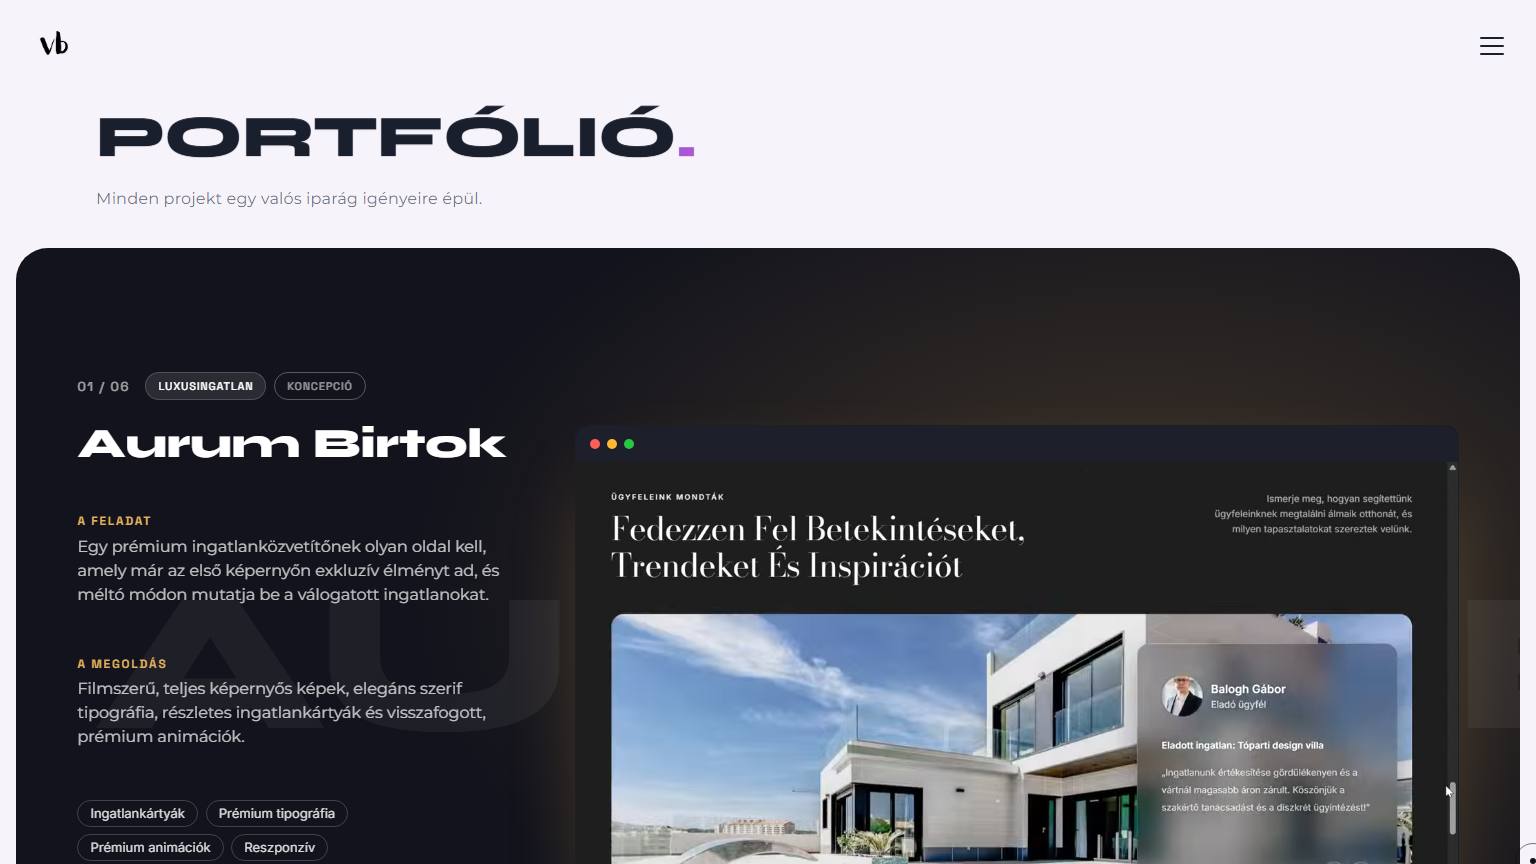 vb
PORTFÓLIÓ.
Minden projekt egy valós iparág igényeire épül.
01 / 06
LUXUSINGATLAN
KONCEPCIÓ
Aurum Birtok
A FELADAT
Egy prémium ingatlanközvetítőnek olyan oldal kell,
amely már az első képernyőn exkluzív élményt ad, és
méltó módon mutatja be a válogatott ingatlanokat.
A MEGOLDÁS
Filmszerű, teljes képernyős képek, elegáns szerif
tipográfia, részletes ingatlankártyák és visszafogott,
prémium animációk.
Ingatlankártyák
Prémium tipográfia
Prémium animációk
Reszponzív
AU
ÜGYFELEINK MONDTÁK
Fedezzen Fel Betekintéseket,
Trendeket És Inspirációt
Ismerje meg, hogyan segítettünk
ügyfeleinknek megtalálni álmaik otthonát, és
milyen tapasztalatokat szereztek velünk.
Balogh Gábor
Eladó ügyfél
Eladott ingatlan: Tóparti design villa
„Ingatlanunk értékesítése gördülékenyen és a
vártnál magasabb áron zárult. Köszönjük a
szakértő tanácsadást és a diszkrét ügyintézést!”